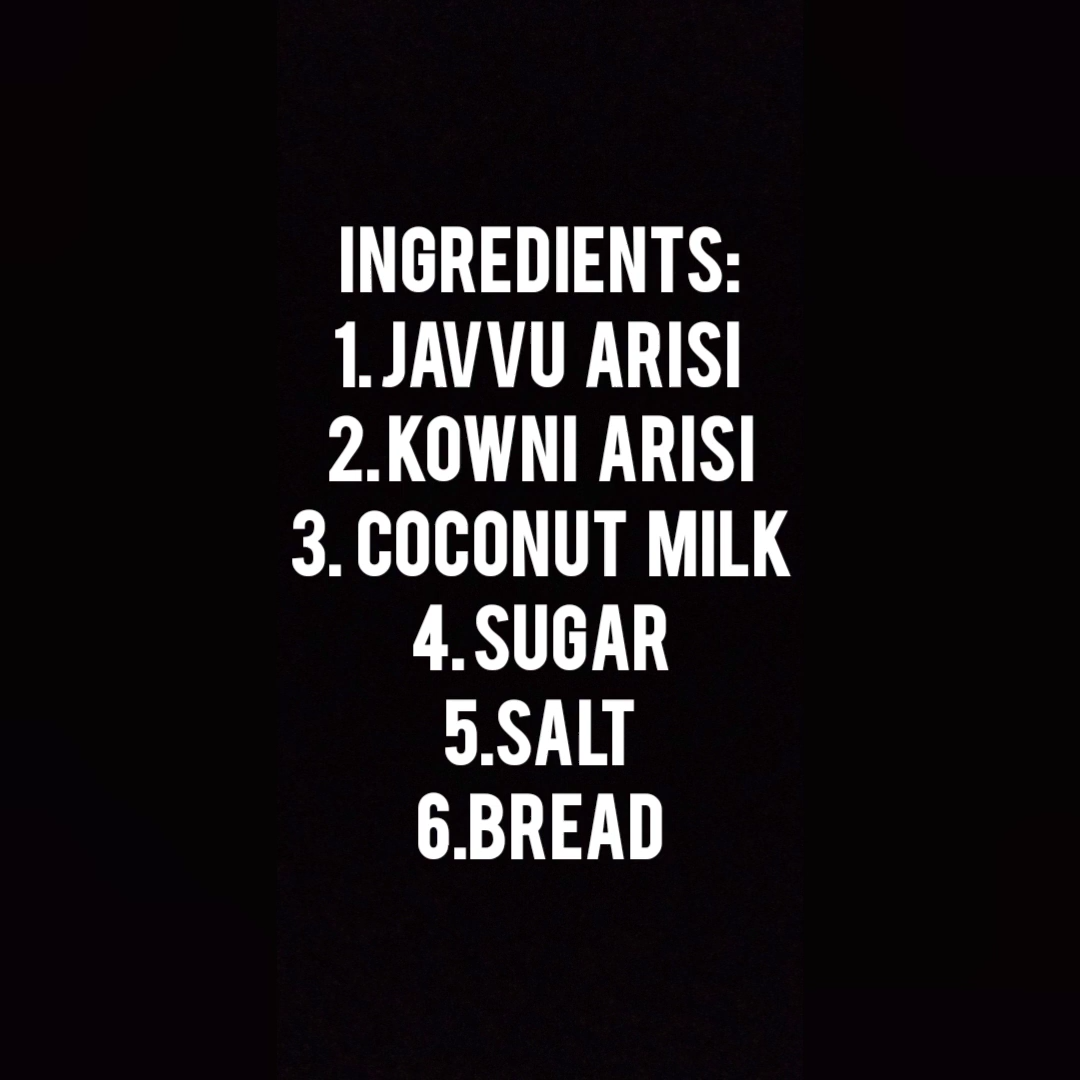 INGREDIENTS:
1. JAVVU ARISI
2. KOWNI ARISI
3. COCONUT MILK
4. SUGAR
5.SALT
6.BREAD